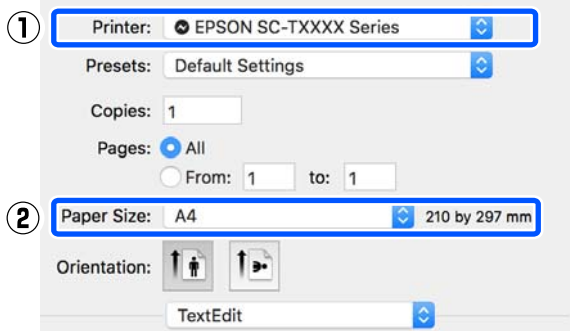 ① Printer: EPSON SC-TXXXX Series
Presets: Default Settings
Copies: 1
Pages: All
From: 1 to: 1
② Paper Size: A4 210 by 297 mm
Orientation:
TextEdit